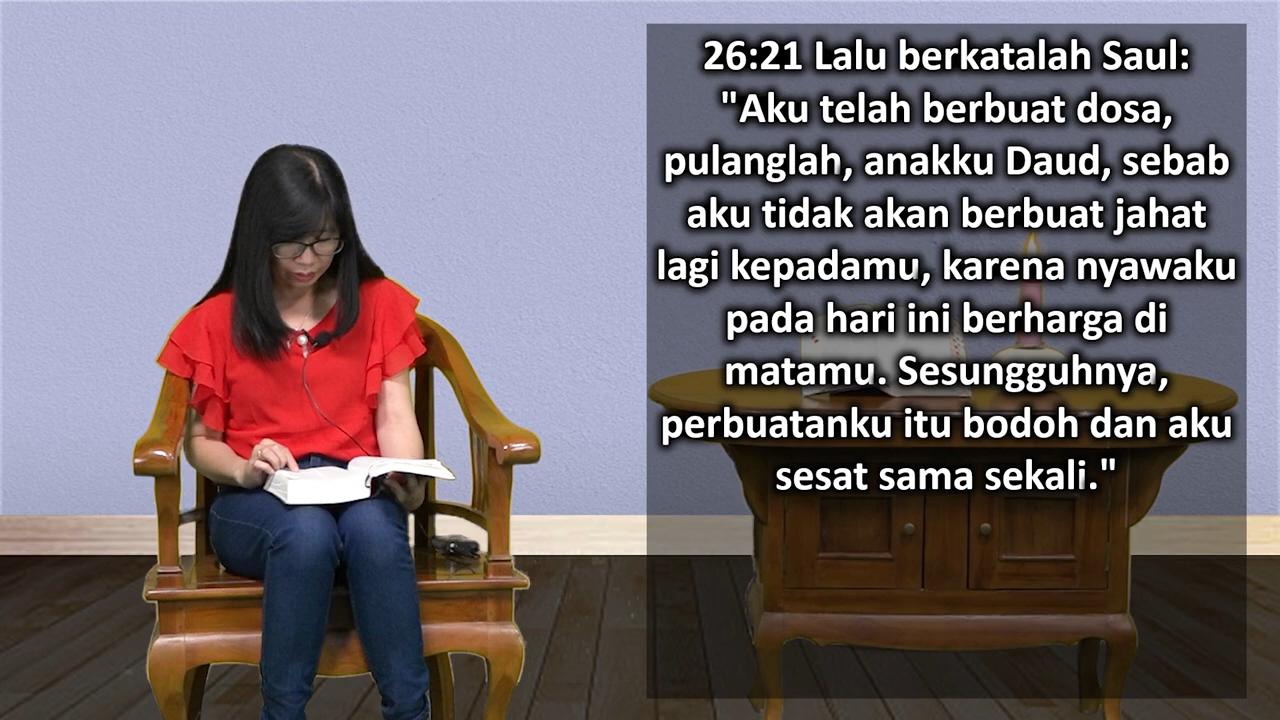 26:21 Lalu berkatalah Saul:
"Aku telah berbuat dosa,
pulanglah, anakku Daud, sebab
aku tidak akan berbuat jahat
lagi kepadamu, karena nyawaku
pada hari ini berharga di
matamu. Sesungguhnya,
perbuatanku itu bodoh dan aku
sesat sama sekali."